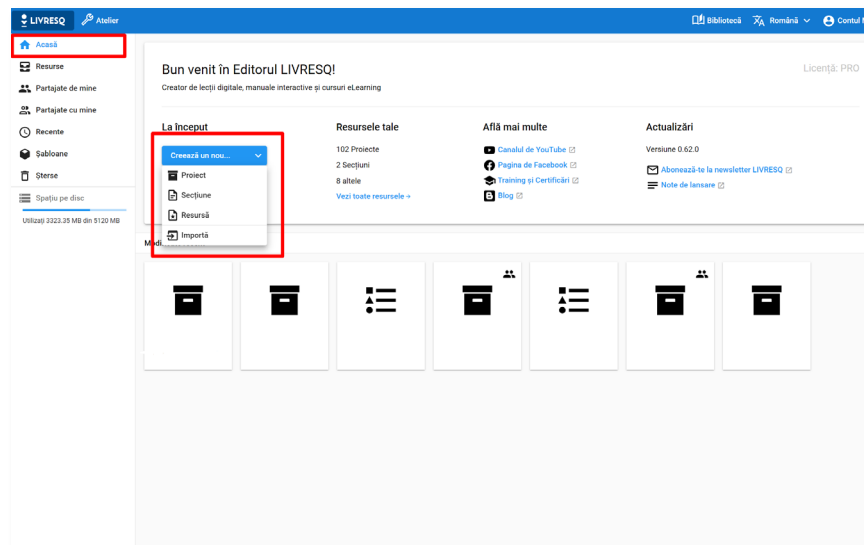 LIVRESQ Atelier Bibliotecă Română Contul
Acasă
Resurse
Partajate de mine
Partajate cu mine
Recente
Șabloane
Șterse
Spațiu pe disc
Utilizați 3323.35 MB din 5120 MB
Bun venit în Editorul LIVRESQ!
Licență: PRO
Creator de lecții digitale, manuale interactive și cursuri eLearning
La început
Creează un nou...
Proiect
Secțiune
Resursă
Importă
Resursele tale
102 Proiecte
2 Secțiuni
8 altele
Vezi toate resursele
Află mai multe
Canalul de YouTube
Pagina de Facebook
Training și Certificări
Blog
Actualizări
Versiune 0.62.0
Abonează-te la newsletter LIVRESQ
Note de lansare